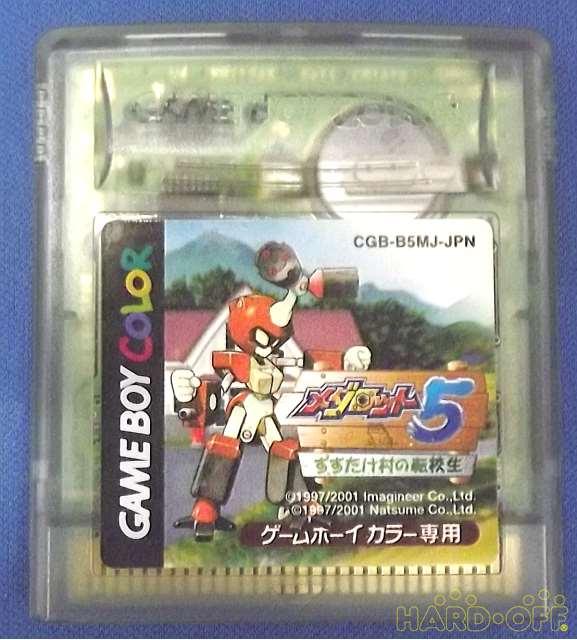 GAME BOY COLOR
CGB-B5MJ-JPN
メダロット5
すすたけ村の転校生
©1997/2001 Imagineer Co.,Ltd.
©1997/2001 Natsume Co.,Ltd.
ゲームボーイカラー専用
HARD·OFF®